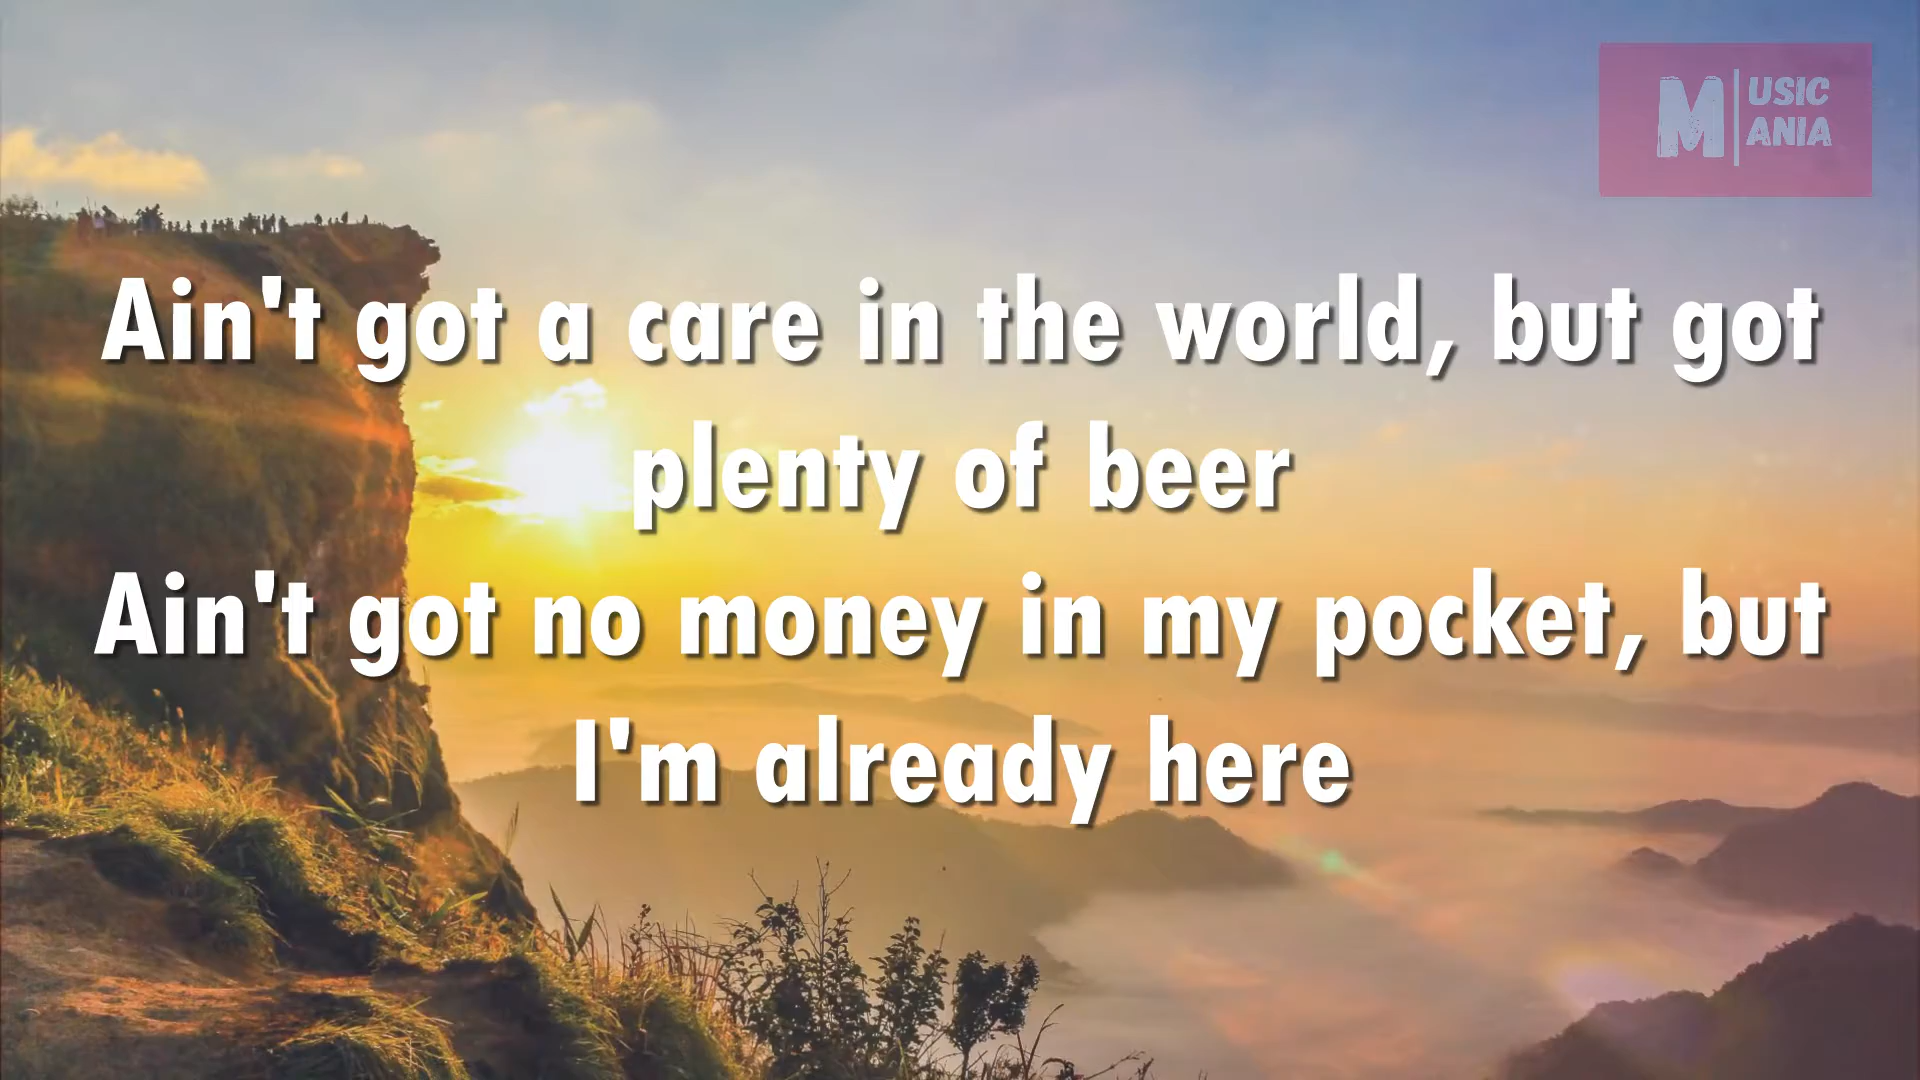 M USIC
ANIA
Ain't got a care in the world, but got
plenty of beer
Ain't got no money in my pocket, but
I'm already here